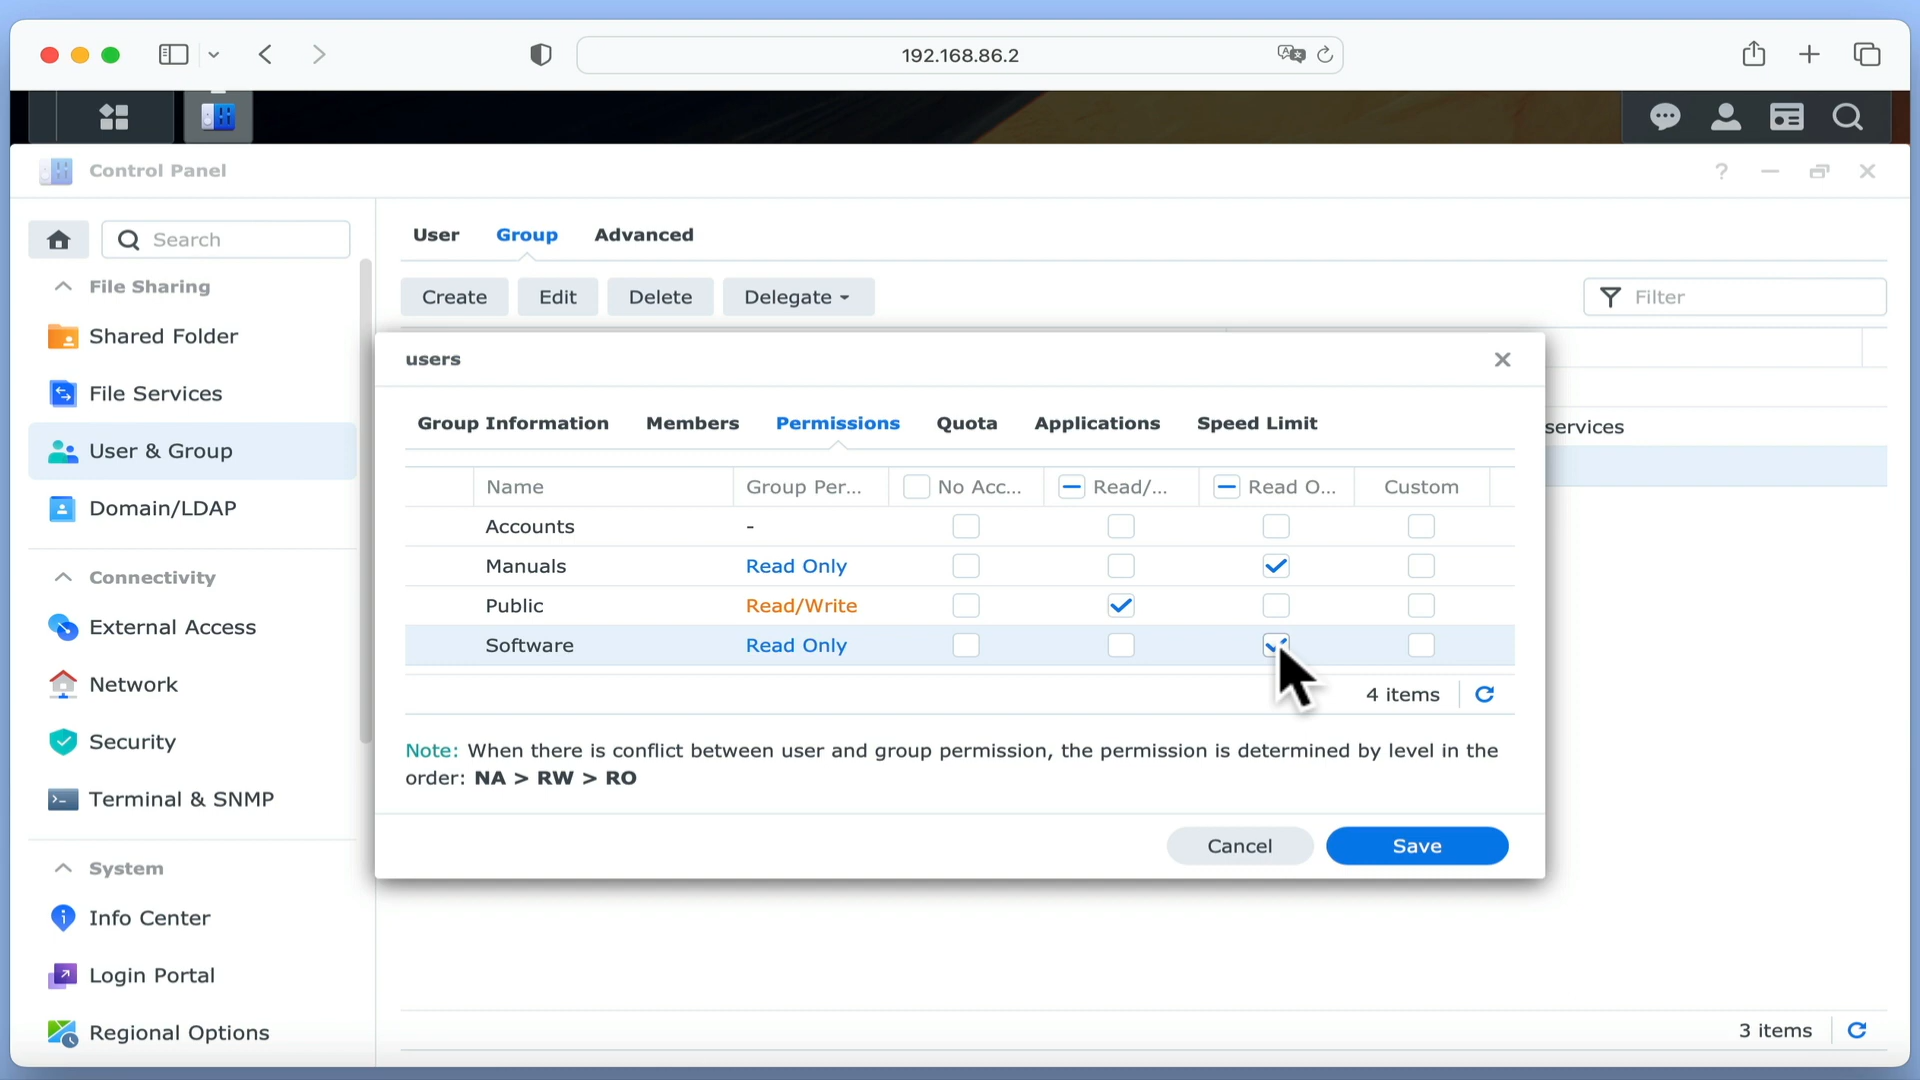 192.168.86.2
Control Panel
?
Search
File Sharing
Shared Folder
File Services
User & Group
Domain/LDAP
Connectivity
External Access
Network
Security
Terminal & SNMP
System
Info Center
Login Portal
Regional Options
User Group Advanced
Create Edit Delete Delegate
Filter
services
users
Group Information Members Permissions Quota Applications Speed Limit
Name Group Per... No Acc... Read/... Read O... Custom
Accounts -
Manuals Read Only
Public Read/Write
Software Read Only
4 items
Note: When there is conflict between user and group permission, the permission is determined by level in the
order: NA > RW > RO
Cancel Save
3 items